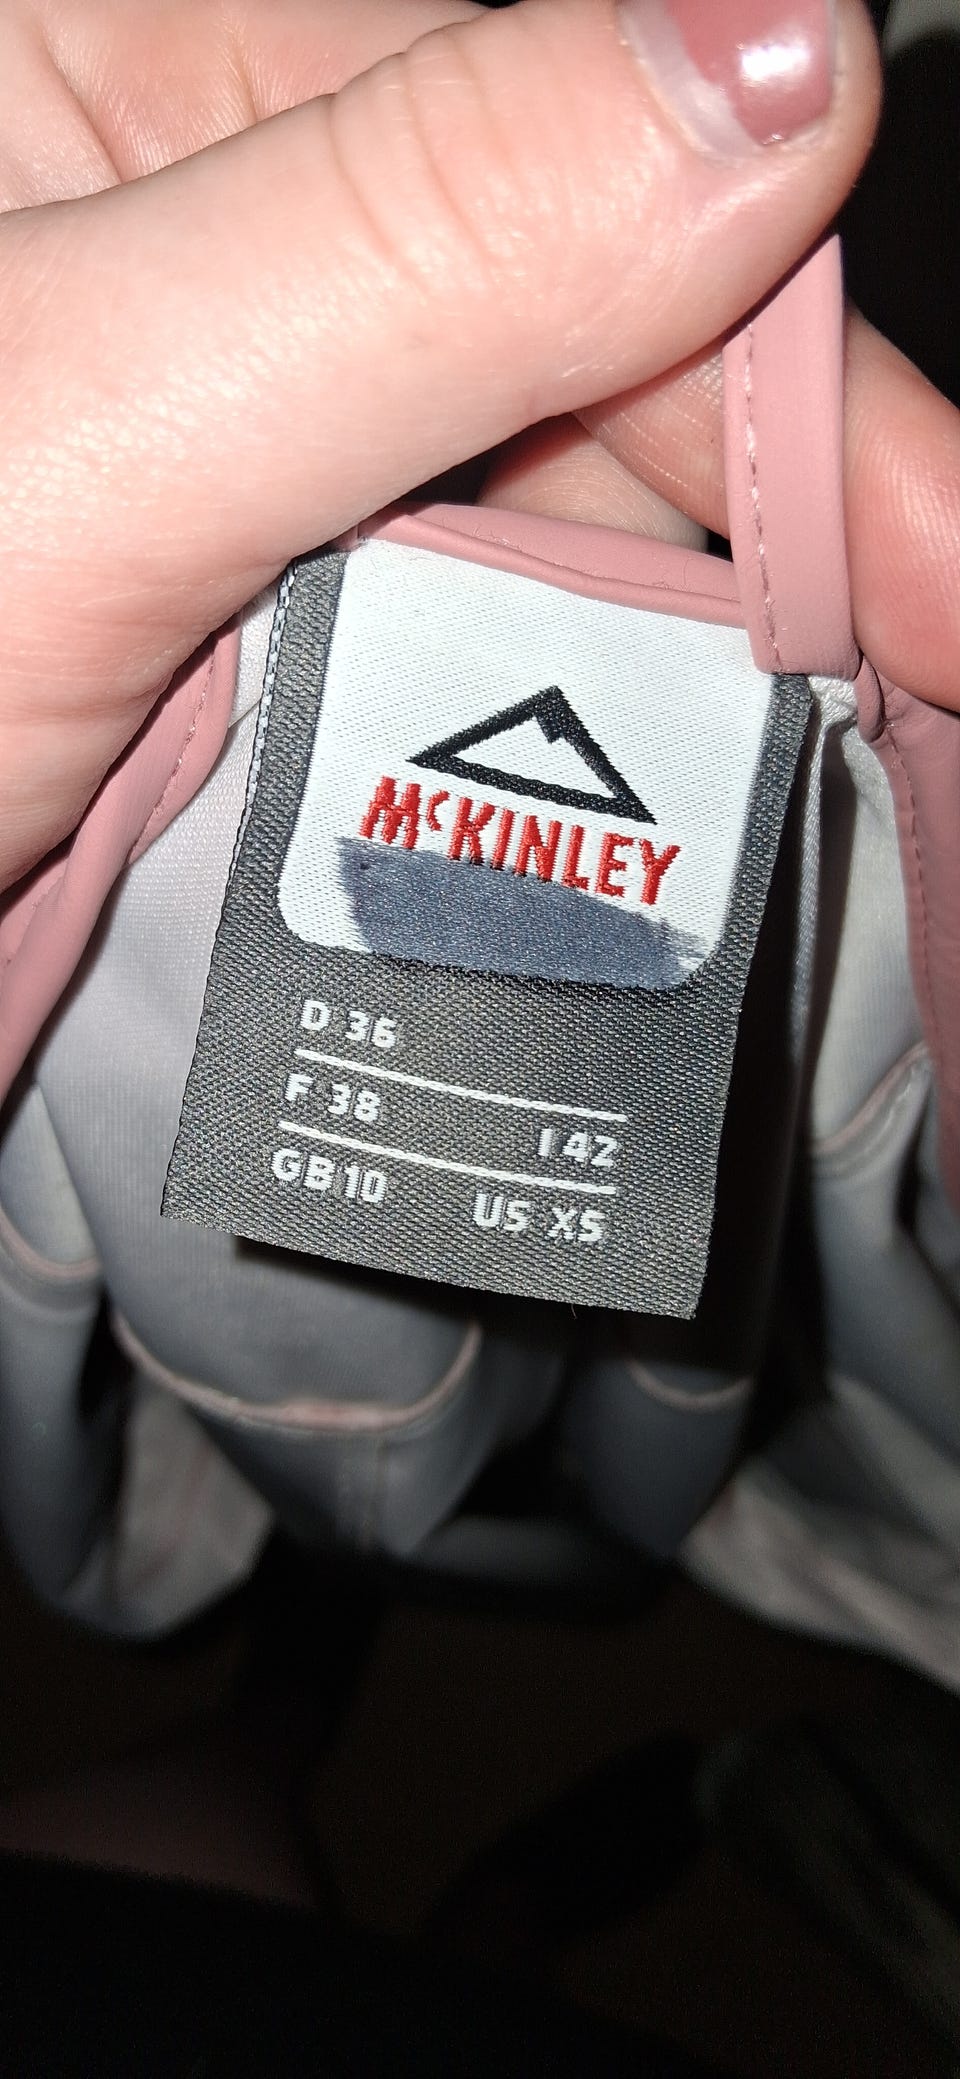 McKINLEY
D 36
F 38 I 42
GB 10 US XS